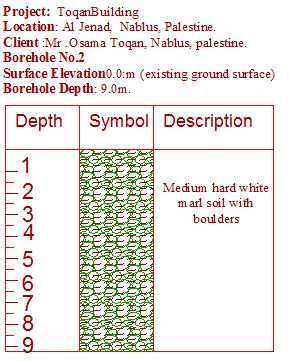 Project: ToqanBuilding
Location: Al Jenad, Nablus, Palestine.
Client :Mr .Osama Toqan, Nablus, palestine.
Borehole No.2
Surface Elevation0.0:m (existing ground surface)
Borehole Depth: 9.0m.
Depth Symbol Description
1
2
3
4
5
6
7
8
9
Medium hard white
marl soil with
boulders